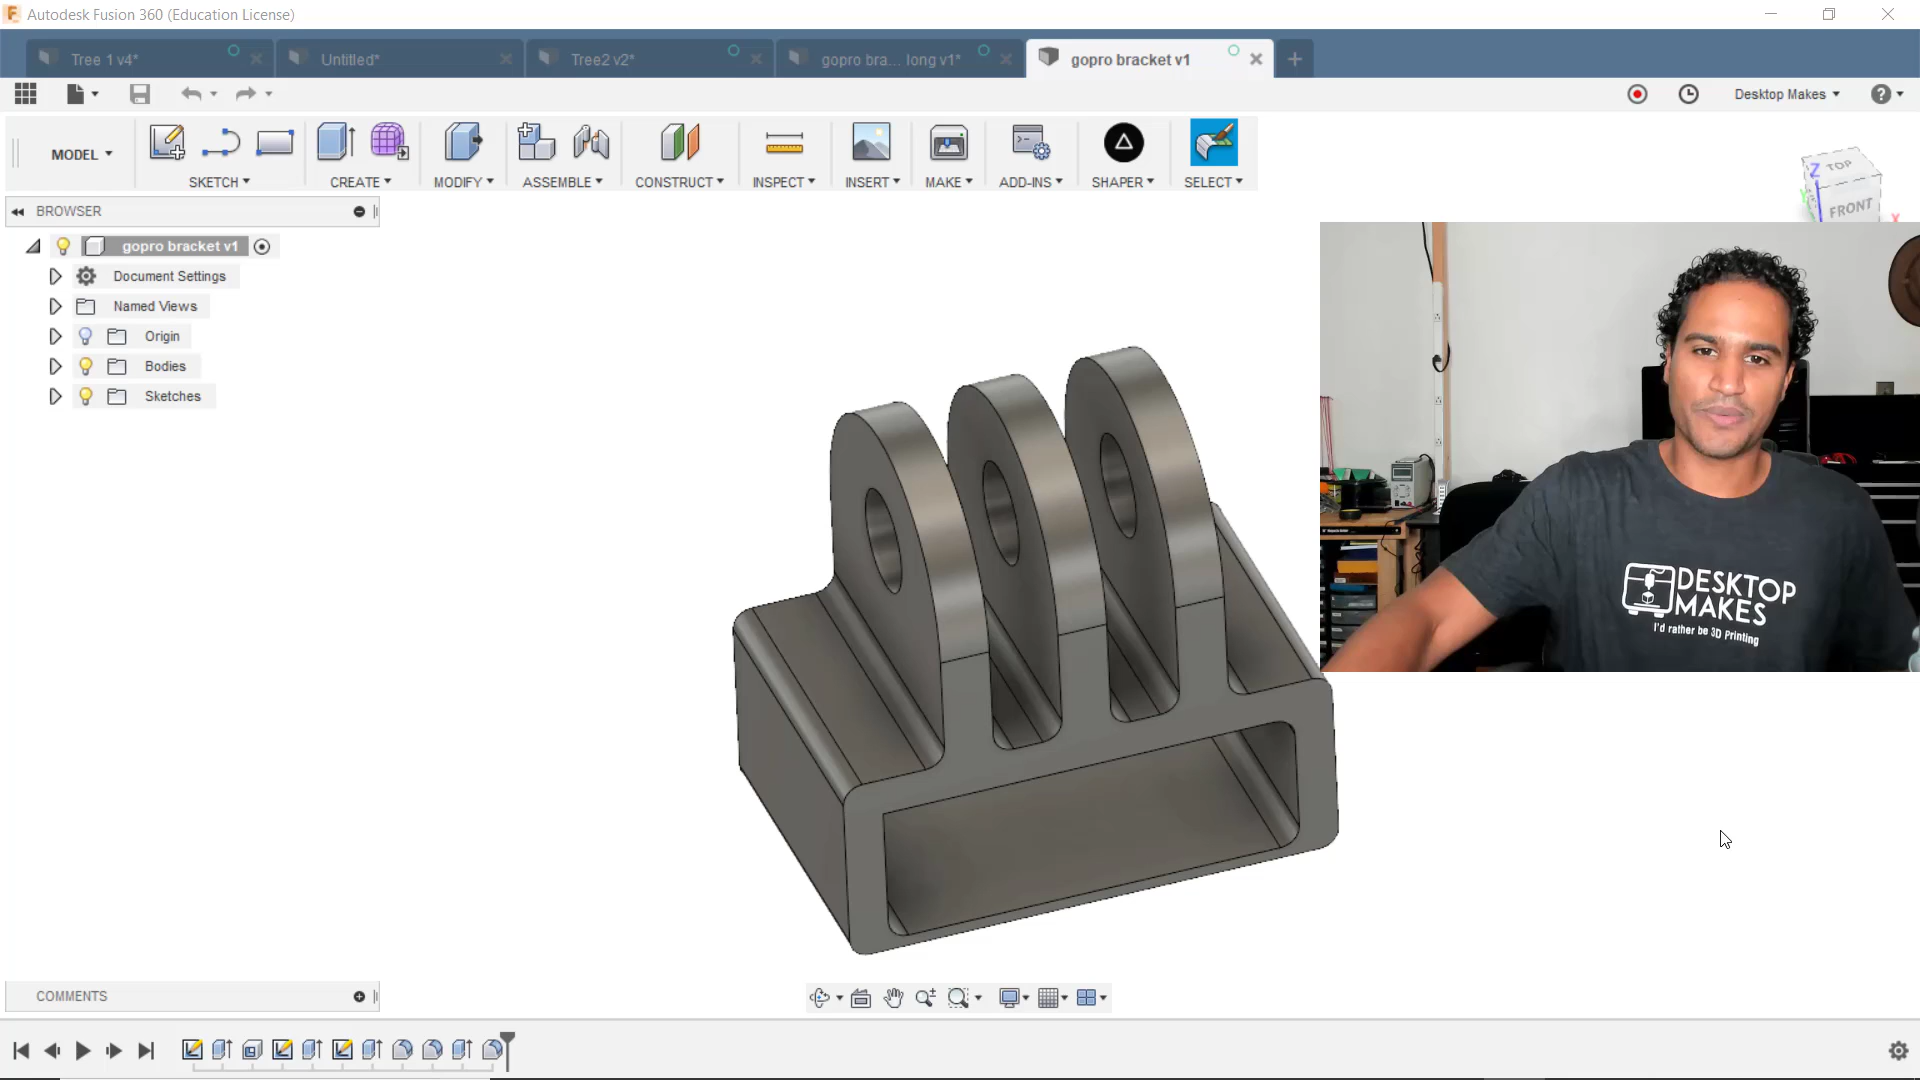 Autodesk Fusion 360 (Education License)
Tree 1 v4*
Untitled*
Tree2 v2*
gopro bra... long v1*
gopro bracket v1
Desktop Makes
MODEL
SKETCH
CREATE
MODIFY
ASSEMBLE
CONSTRUCT
INSPECT
INSERT
MAKE
ADD-INS
SHAPER
SELECT
TOP
Z
FRONT
X
BROWSER
gopro bracket v1
Document Settings
Named Views
Origin
Bodies
Sketches
DESKTOP
MAKES
I'd rather be 3D Printing
COMMENTS